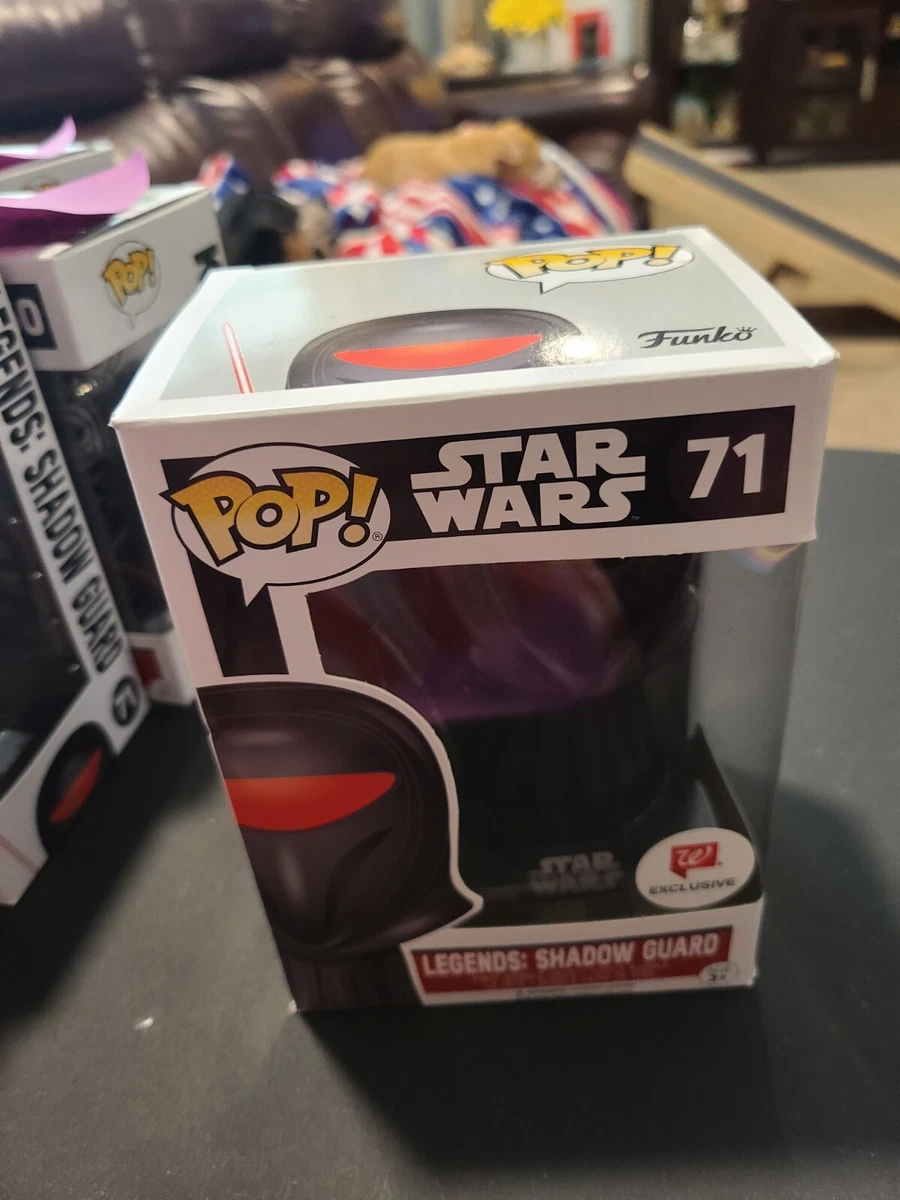 POP!
Funko
POP!
STAR WARS
71
POP!®
STAR
WARS
EXCLUSIVE
LEGENDS: SHADOW GUARD
LEGENDS: SHADOW GUARD